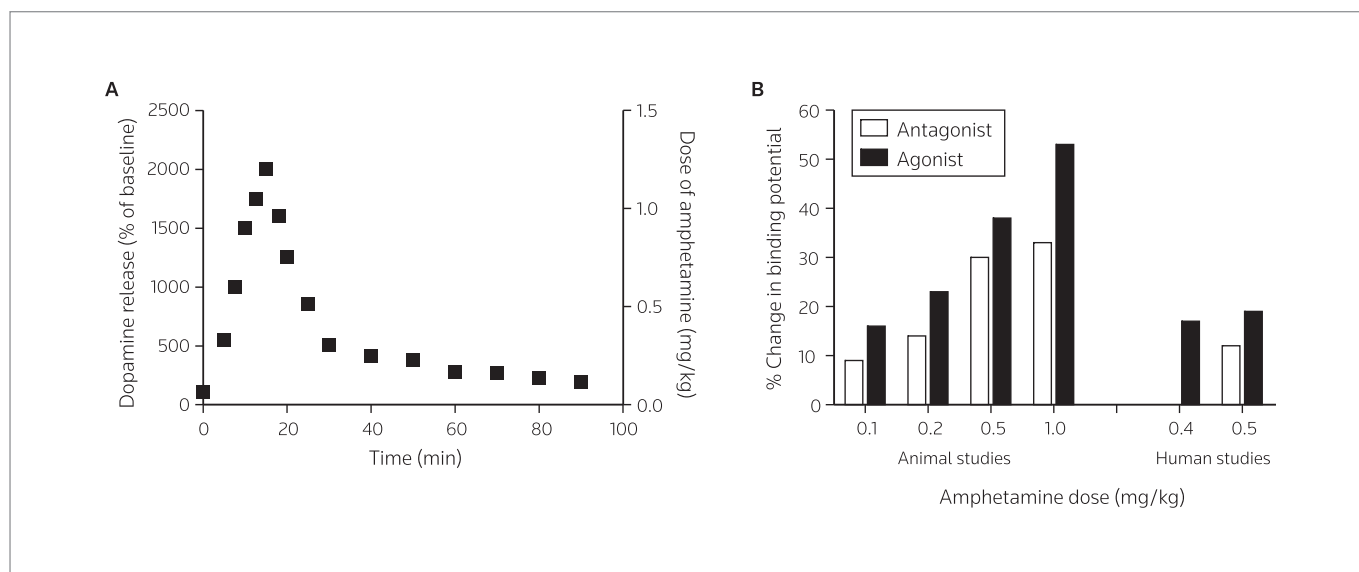 A
Dopamine release (% of baseline)
2500
2000
1500
1000
500
0
1.5
1.0
0.5
0.0
Dose of amphetamine (mg/kg)
0 20 40 60 80 100
Time (min)
B
% Change in binding potential
60
50
40
30
20
10
0
Antagonist
Agonist
0.1 0.2 0.5 1.0 0.4 0.5
Animal studies Human studies
Amphetamine dose (mg/kg)